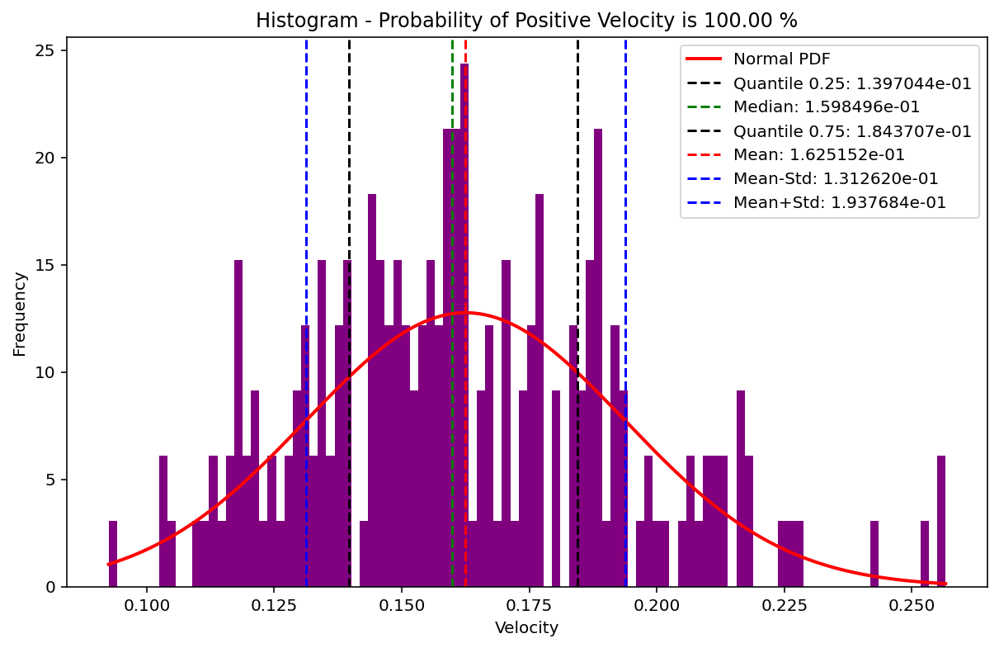 Histogram - Probability of Positive Velocity is 100.00 %
25
20
15
10
5
0
Frequency
Normal PDF
Quantile 0.25: 1.397044e-01
Median: 1.598496e-01
Quantile 0.75: 1.843707e-01
Mean: 1.625152e-01
Mean-Std: 1.312620e-01
Mean+Std: 1.937684e-01
0.100 0.125 0.150 0.175 0.200 0.225 0.250
Velocity